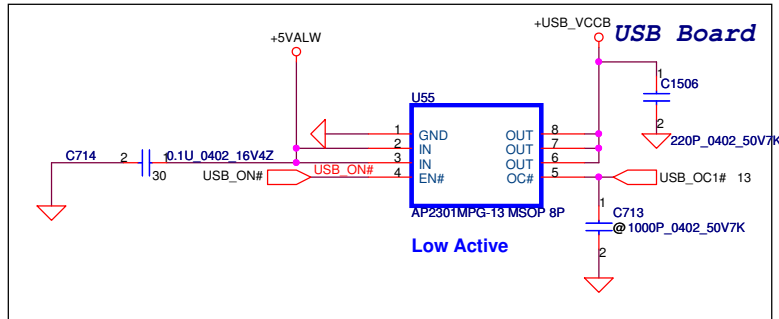 +5VALW
+USB_VCCB
USB Board
U55
1
C1506
2
220P_0402_50V7K
1 GND OUT 8
2 IN OUT 7
3 IN OUT 6
4 EN# OC# 5
C714 2 1 0.1U_0402_16V4Z
30
USB_ON# USB_ON#
USB_OC1# 13
AP2301MPG-13 MSOP 8P
Low Active
1
C713
@ 1000P_0402_50V7K
2